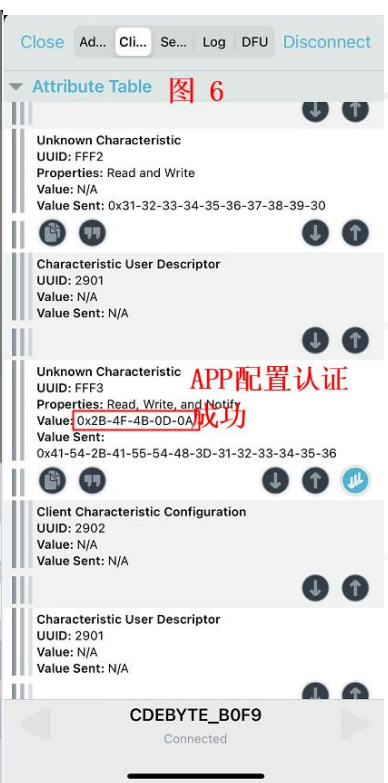 Close Ad... Cli... Se... Log DFU Disconnect
Attribute Table 图 6
Unknown Characteristic
UUID: FFF2
Properties: Read and Write
Value: N/A
Value Sent: 0x31-32-33-34-35-36-37-38-39-30
Characteristic User Descriptor
UUID: 2901
Value: N/A
Value Sent: N/A
Unknown Characteristic
APP配置认证
UUID: FFF3
Properties: Read, Write, and Notify
Value: 0x2B-4F-4B-0D-0A 成功
Value Sent:
0x41-54-2B-41-55-54-48-3D-31-32-33-34-35-36
Client Characteristic Configuration
UUID: 2902
Value: N/A
Value Sent: N/A
Characteristic User Descriptor
UUID: 2901
Value: N/A
Value Sent: N/A
CDEBYTE_B0F9
Connected